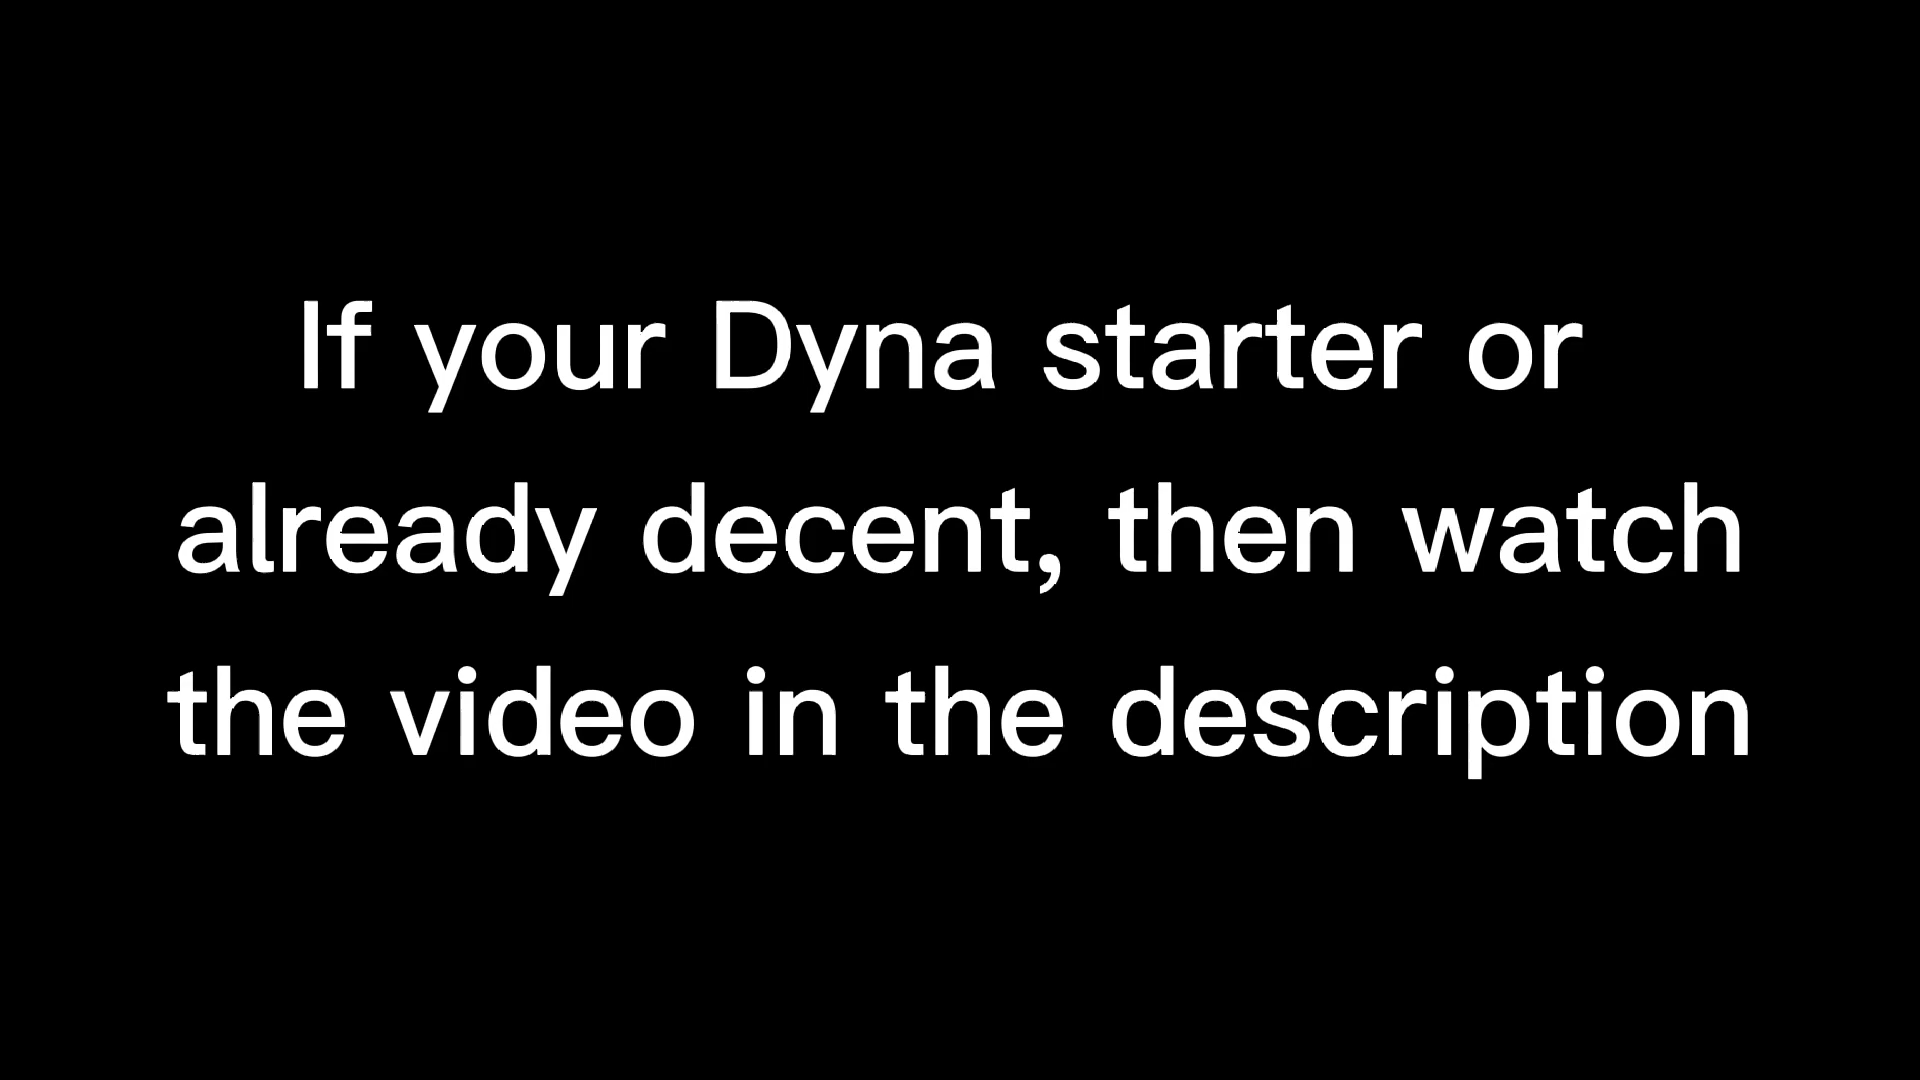 If your Dyna starter or
already decent, then watch
the video in the description